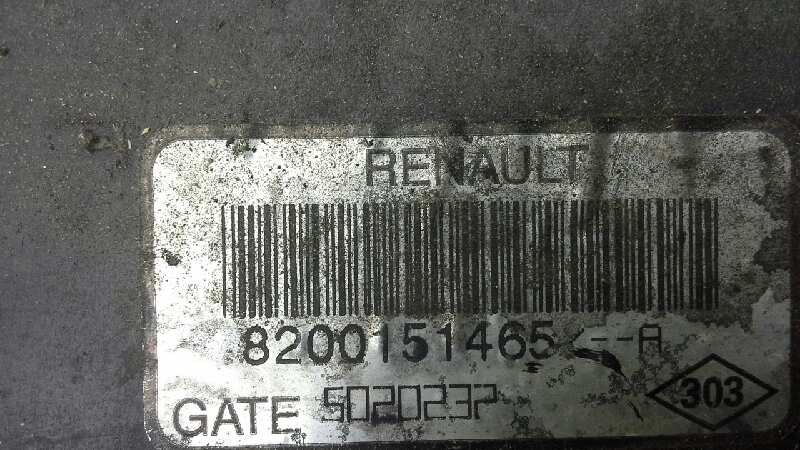 RENAULT
8200151465 --A
GATE 5020237
303